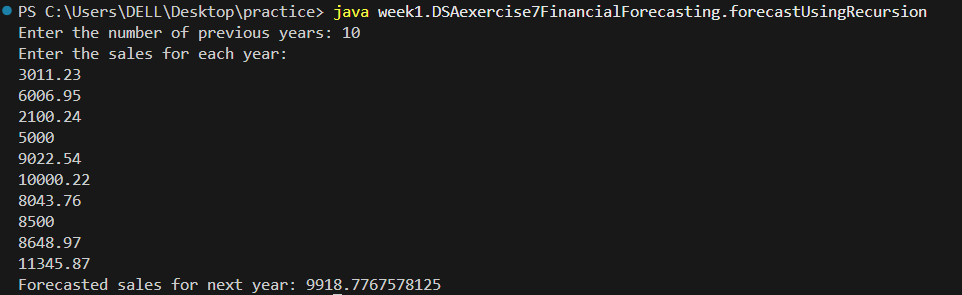 PS C:\Users\DELL\Desktop\practice> java week1.DSAexercise7FinancialForecasting.forecastUsingRecursion
Enter the number of previous years: 10
Enter the sales for each year:
3011.23
6006.95
2100.24
5000
9022.54
10000.22
8043.76
8500
8648.97
11345.87
Forecasted sales for next year: 9918.7767578125